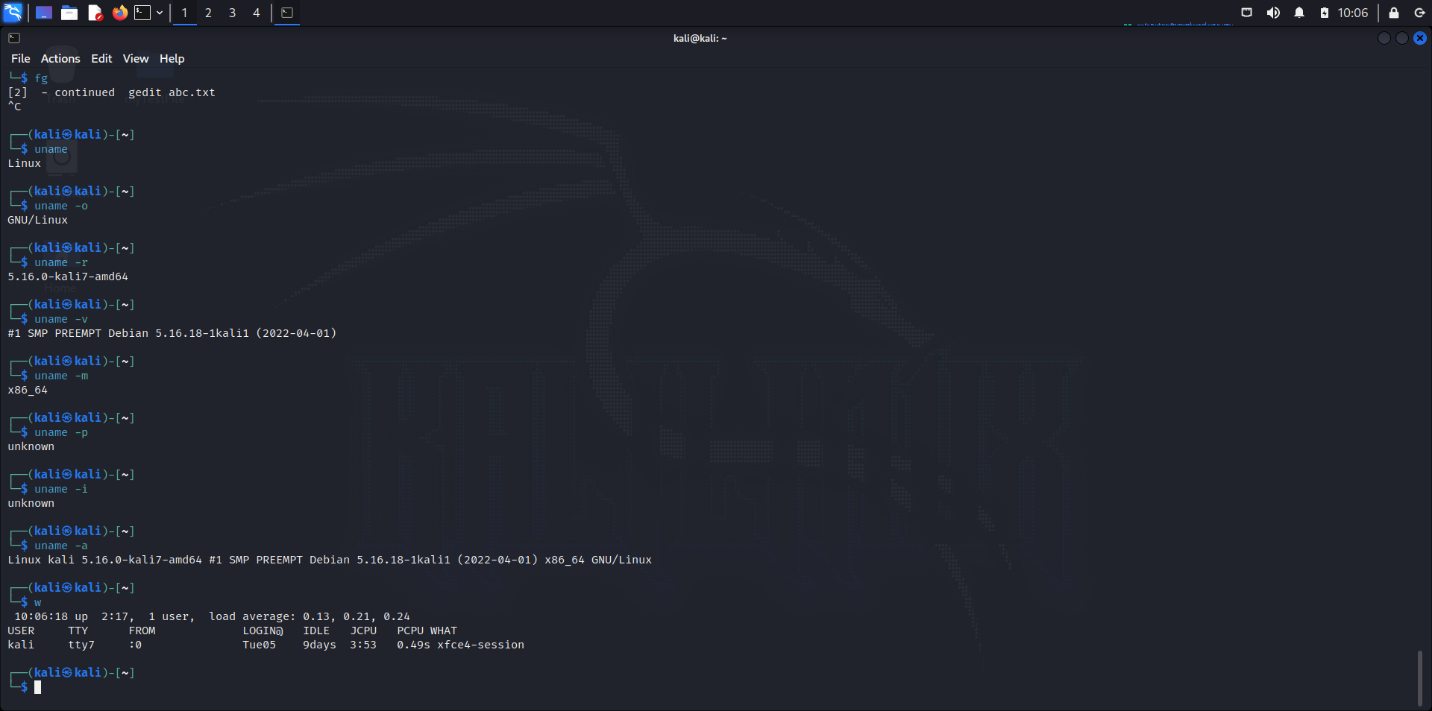 1 2 3 4 10:06
kali@kali: ~
File Actions Edit View Help
└─$ fg
[2]  - continued  gedit abc.txt
^C
┌──(kali㉿kali)-[~]
└─$ uname
Linux
┌──(kali㉿kali)-[~]
└─$ uname -o
GNU/Linux
┌──(kali㉿kali)-[~]
└─$ uname -r
5.16.0-kali7-amd64
Home
┌──(kali㉿kali)-[~]
└─$ uname -v
#1 SMP PREEMPT Debian 5.16.18-1kali1 (2022-04-01)
┌──(kali㉿kali)-[~]
└─$ uname -m
x86_64
┌──(kali㉿kali)-[~]
└─$ uname -p
unknown
┌──(kali㉿kali)-[~]
└─$ uname -i
unknown
┌──(kali㉿kali)-[~]
└─$ uname -a
Linux kali 5.16.0-kali7-amd64 #1 SMP PREEMPT Debian 5.16.18-1kali1 (2022-04-01) x86_64 GNU/Linux
┌──(kali㉿kali)-[~]
└─$ w
 10:06:18 up  2:17,  1 user,  load average: 0.13, 0.21, 0.24
USER     TTY      FROM             LOGIN@   IDLE   JCPU   PCPU WHAT
kali     tty7     :0               Tue05    9days  3:53   0.49s xfce4-session
┌──(kali㉿kali)-[~]
└─$